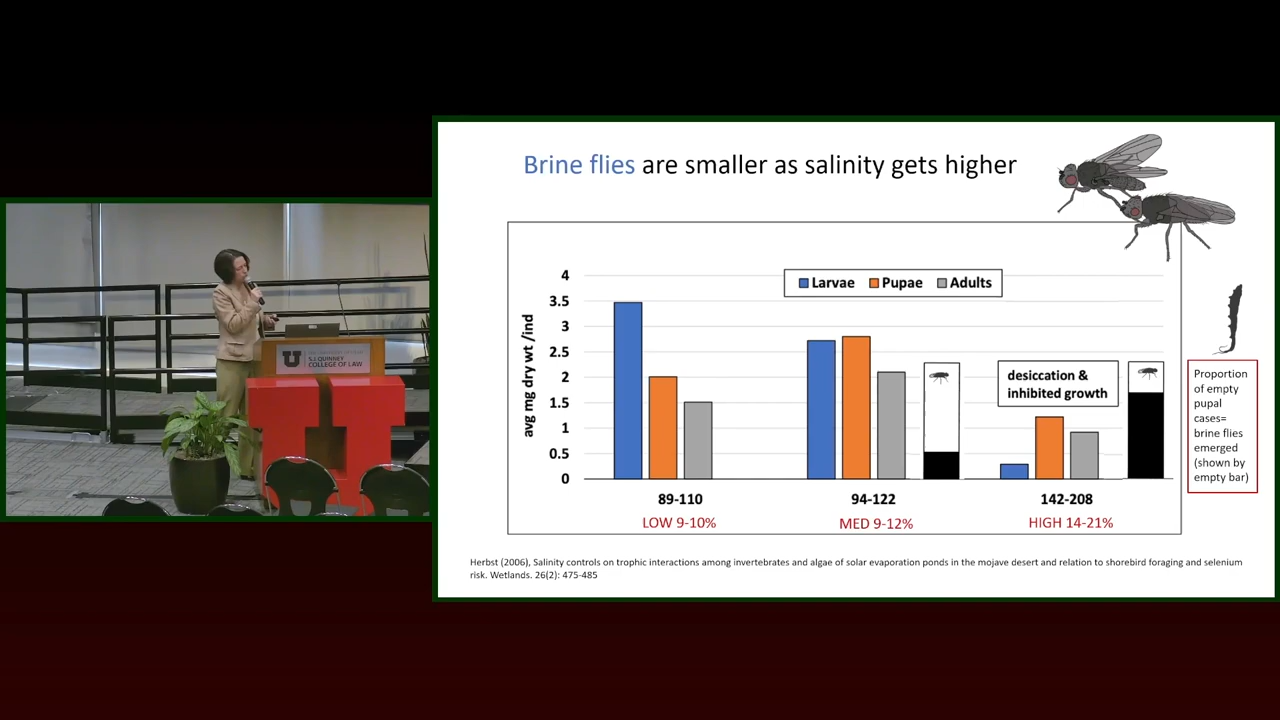 Brine flies are smaller as salinity gets higher
4
3.5
3
2.5
2
1.5
1
0.5
0
avg mg dry wt /ind
Larvae Pupae Adults
desiccation &
inhibited growth
89-110
94-122
142-208
LOW 9-10%
MED 9-12%
HIGH 14-21%
Proportion
of empty
pupal
cases=
brine flies
emerged
(shown by
empty bar)
Herbst (2006), Salinity controls on trophic interactions among invertebrates and algae of solar evaporation ponds in the mojave desert and relation to shorebird foraging and selenium
risk. Wetlands. 26(2): 475-485
U
S.J. QUINNEY
COLLEGE OF LAW